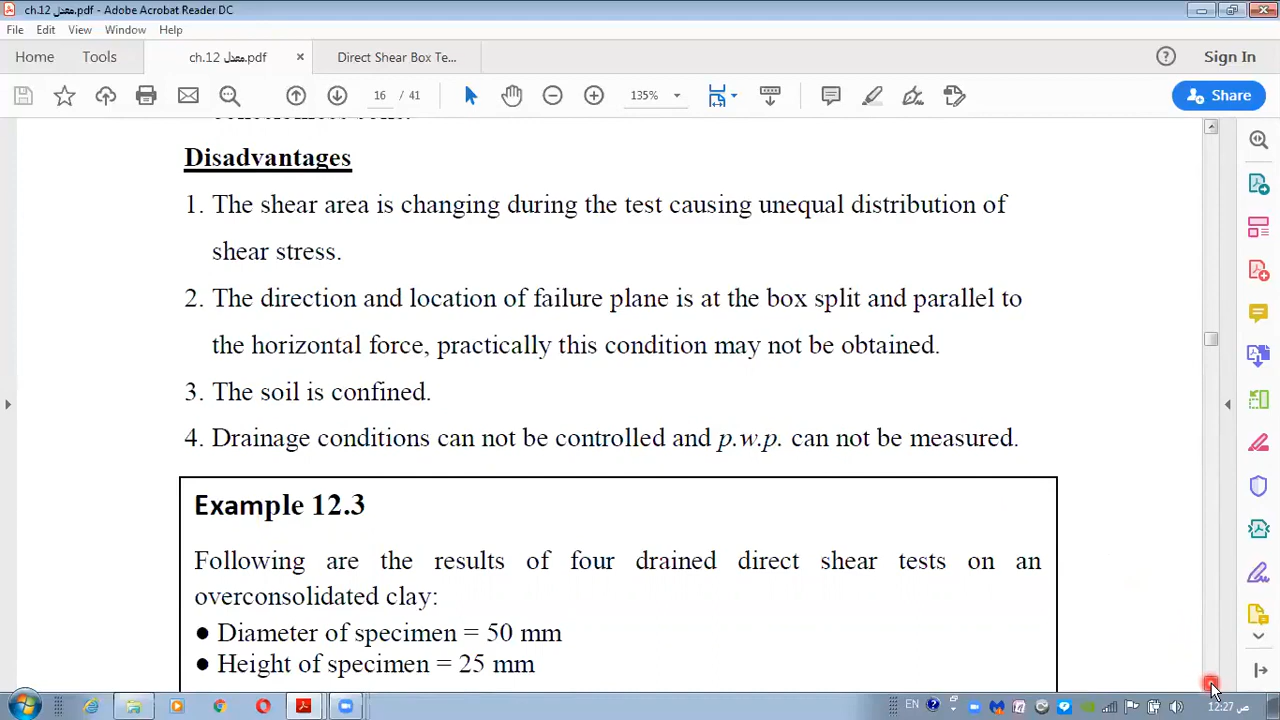 ch.12 معدل.pdf - Adobe Acrobat Reader DC
File Edit View Window Help
Home Tools ch.12 معدل.pdf × Direct Shear Box Te... Sign In
16 / 41 135% Share
Disadvantages
1. The shear area is changing during the test causing unequal distribution of
shear stress.
2. The direction and location of failure plane is at the box split and parallel to
the horizontal force, practically this condition may not be obtained.
3. The soil is confined.
4. Drainage conditions can not be controlled and p.w.p. can not be measured.
Example 12.3
Following are the results of four drained direct shear tests on an
overconsolidated clay:
● Diameter of specimen = 50 mm
● Height of specimen = 25 mm
EN 12:27 ص